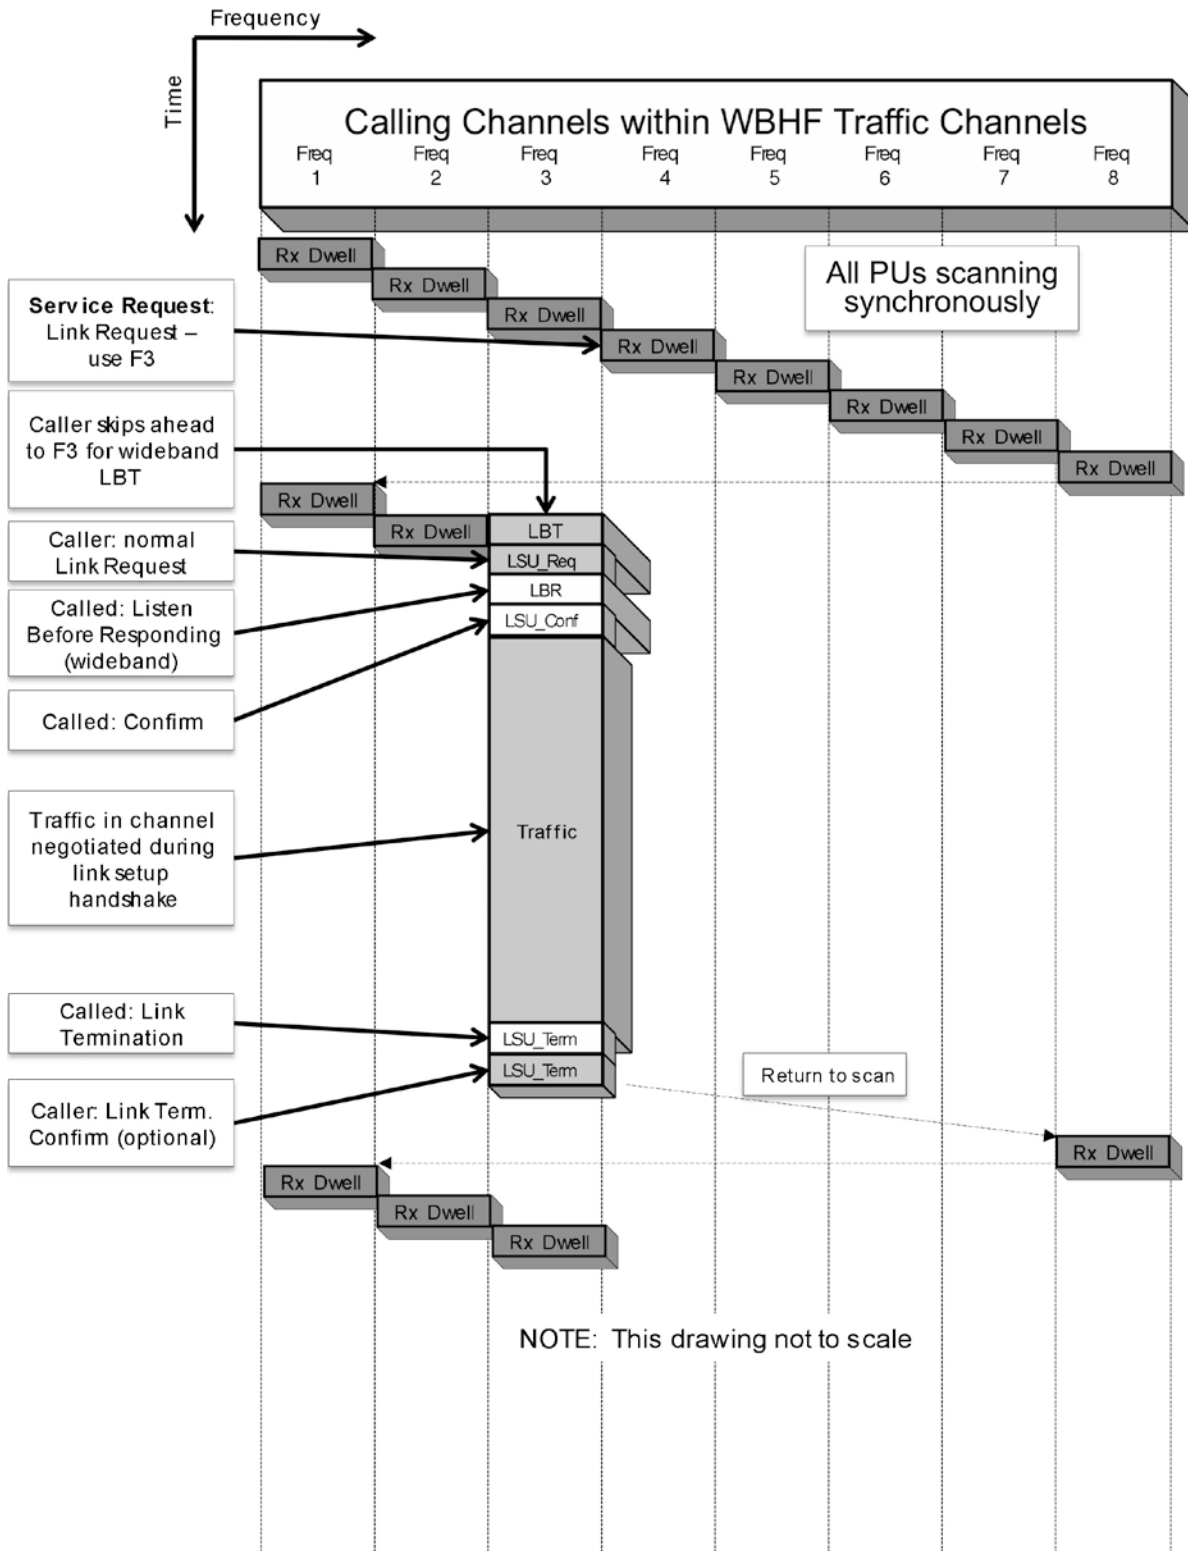 Frequency
Time
Calling Channels within WBHF Traffic Channels
Freq Freq Freq Freq Freq Freq Freq Freq
1 2 3 4 5 6 7 8
Rx Dwell
Rx Dwell
Rx Dwell
Rx Dwell
Rx Dwell
Rx Dwell
Rx Dwell
Rx Dwell
All PUs scanning
synchronously
Service Request:
Link Request –
use F3
Caller skips ahead
to F3 for wideband
LBT
Rx Dwell
Rx Dwell
LBT
Caller: normal
Link Request
LSU_Req
Called: Listen
Before Responding
(wideband)
LBR
LSU_Conf
Called: Confirm
Traffic in channel
negotiated during
link setup
handshake
Traffic
Called: Link
Termination
LSU_Term
LSU_Term
Caller: Link Term.
Confirm (optional)
Return to scan
Rx Dwell
Rx Dwell
Rx Dwell
Rx Dwell
NOTE: This drawing not to scale